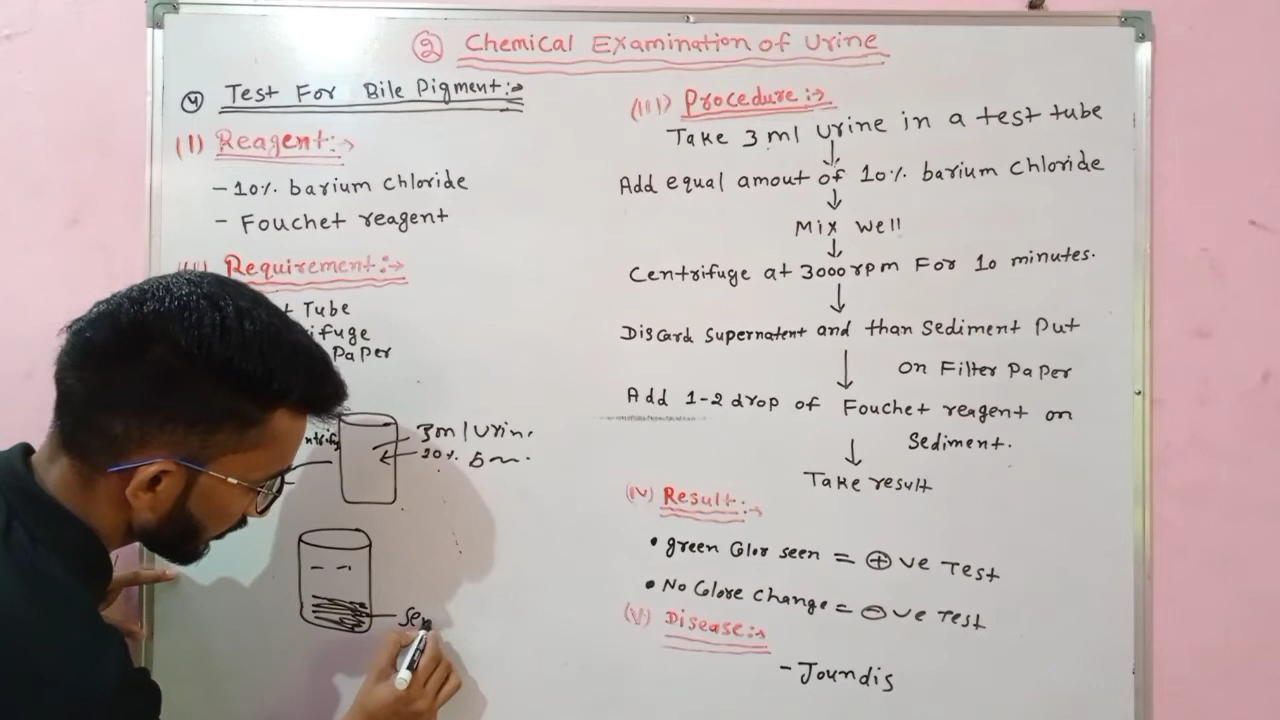 ② Chemical Examination of Urine
④ Test For Bile Pigment:→
(I) Reagent:→
- 10% barium Chloride
- Fouchet reagent
Requirement:→
Tube
Paper
3ml Urin.
(III) Procedure:→
Take 3 ml Urine in a test tube
↓
Add equal amout of 10% barium Chloride
↓
Mix well
↓
Centrifuge at 3000 rpm For 10 minutes.
↓
Discard Supernatent and than Sediment Put
↓ on Filter Paper
Add 1-2 drop of Fouchet reagent on
↓ Sediment.
Take result
(IV) Result:→
• green Color seen = ⊕ ve Test
• No Colore Change = ⊖ ve Test
(V) Disease:→
- Joundis